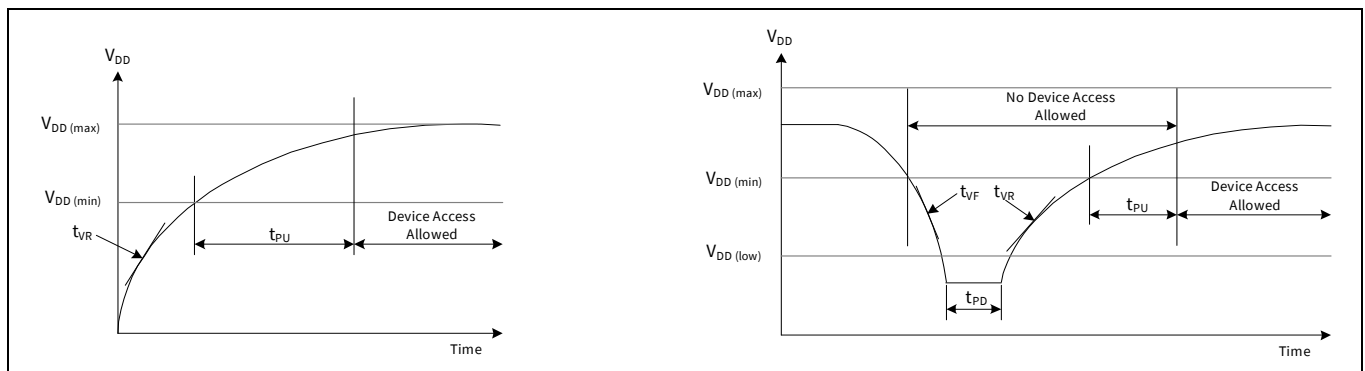 VDD
VDD (max)
VDD (min)
tVR
tPU
Device Access
Allowed
Time
VDD
VDD (max)
No Device Access
Allowed
VDD (min)
tVF
tVR
tPU
Device Access
Allowed
VDD (low)
tPD
Time